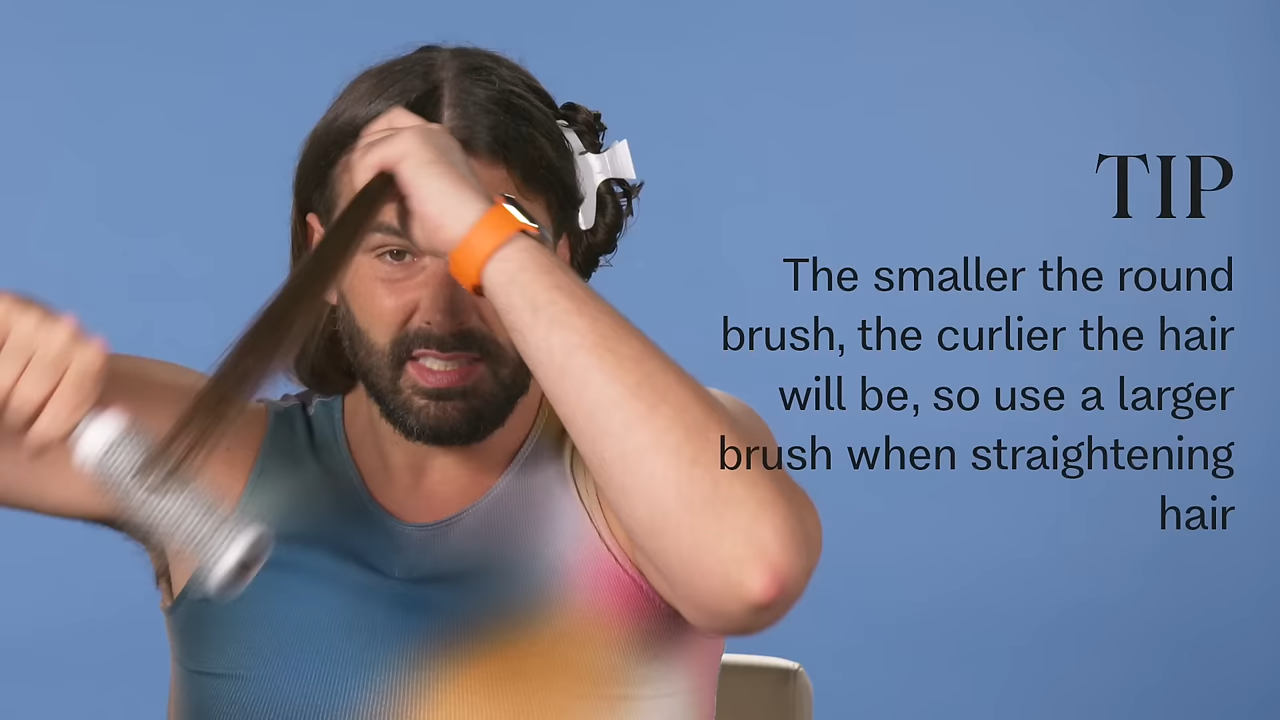 TIP
The smaller the round
brush, the curlier the hair
will be, so use a larger
brush when straightening
hair